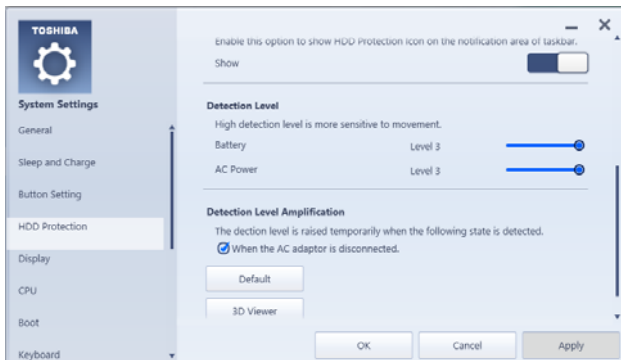 TOSHIBA
System Settings
General
Sleep and Charge
Button Setting
HDD Protection
Display
CPU
Boot
Keyboard
Enable this option to show HDD Protection icon on the notification area of taskbar.
Show
Detection Level
High detection level is more sensitive to movement.
Battery Level 3
AC Power Level 3
Detection Level Amplification
The dection level is raised temporarily when the following state is detected.
When the AC adaptor is disconnected.
Default
3D Viewer
OK Cancel Apply